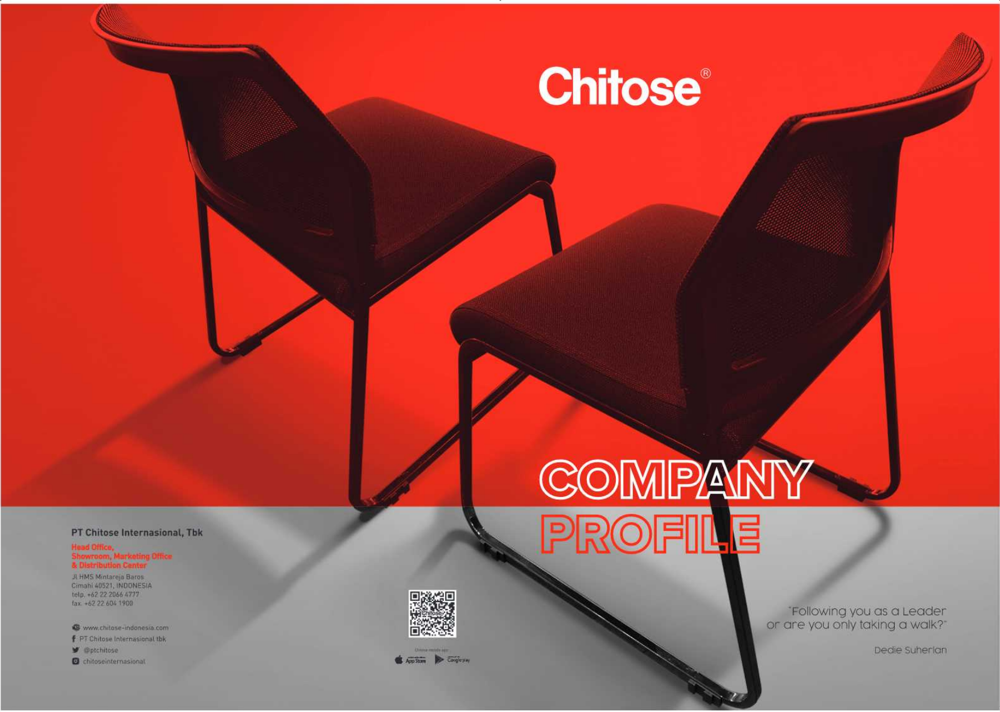 Chitose®
COMPANY
PROFILE
PT Chitose Internasional, Tbk
Head Office,
Showroom, Marketing Office
& Distribution Center
Jl HMS Mintareja Baros
Cimahi 40521, INDONESIA
telp. +62 22 2066 4777
fax. +62 22 604 1900
www.chitose-indonesia.com
PT Chitose Internasional tbk
@ptchitose
chitoseinternasional
Chitose
Chitose mobile app
App Store
Google play
"Following you as a Leader
or are you only taking a walk?"
Dedie Suherlan